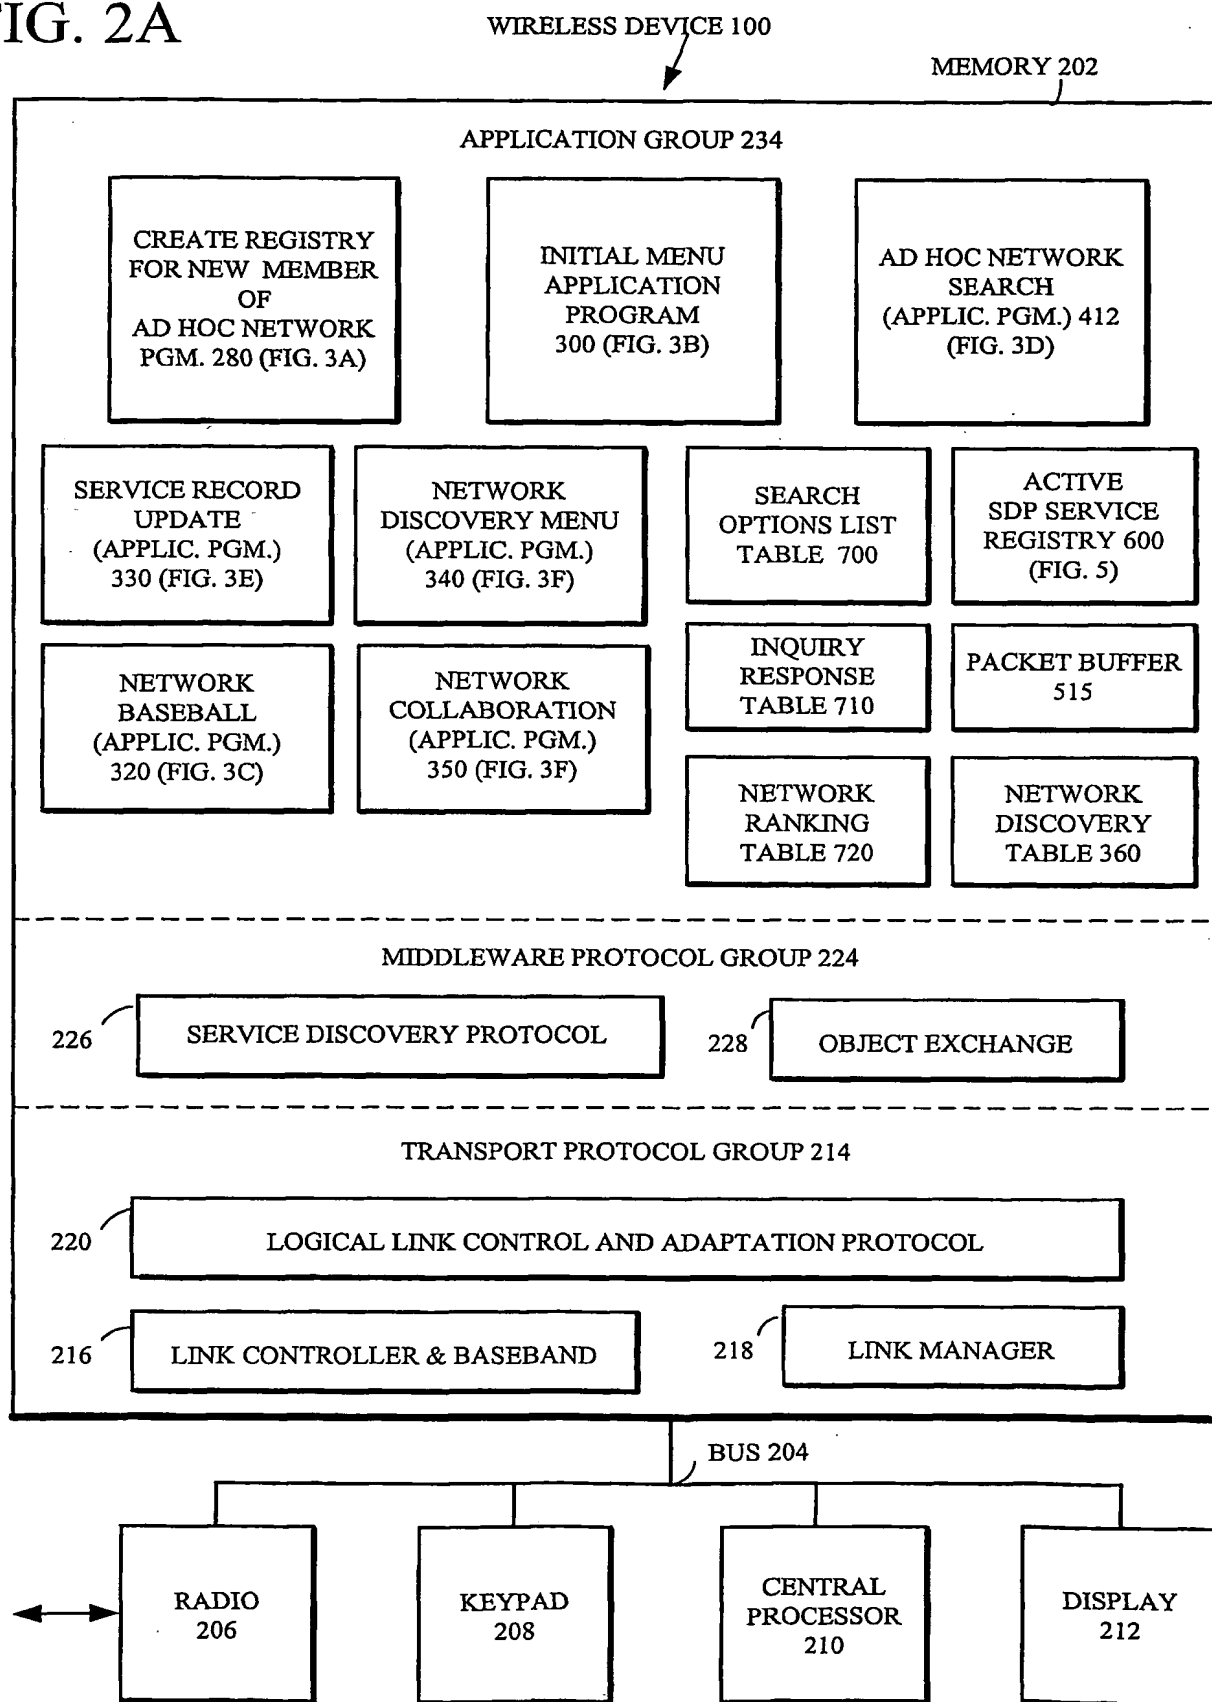 FIG. 2A
WIRELESS DEVICE 100
MEMORY 202
APPLICATION GROUP 234
CREATE REGISTRY
FOR NEW MEMBER
OF
AD HOC NETWORK
PGM. 280 (FIG. 3A)
INITIAL MENU
APPLICATION
PROGRAM
300 (FIG. 3B)
AD HOC NETWORK
SEARCH
(APPLIC. PGM.) 412
(FIG. 3D)
SERVICE RECORD
UPDATE
(APPLIC. PGM.)
330 (FIG. 3E)
NETWORK
DISCOVERY MENU
(APPLIC. PGM.)
340 (FIG. 3F)
SEARCH
OPTIONS LIST
TABLE 700
ACTIVE
SDP SERVICE
REGISTRY 600
(FIG. 5)
NETWORK
BASEBALL
(APPLIC. PGM.)
320 (FIG. 3C)
NETWORK
COLLABORATION
(APPLIC. PGM.)
350 (FIG. 3F)
INQUIRY
RESPONSE
TABLE 710
PACKET BUFFER
515
NETWORK
RANKING
TABLE 720
NETWORK
DISCOVERY
TABLE 360
MIDDLEWARE PROTOCOL GROUP 224
226
SERVICE DISCOVERY PROTOCOL
228
OBJECT EXCHANGE
TRANSPORT PROTOCOL GROUP 214
220
LOGICAL LINK CONTROL AND ADAPTATION PROTOCOL
216
LINK CONTROLLER & BASEBAND
218
LINK MANAGER
BUS 204
RADIO
206
KEYPAD
208
CENTRAL
PROCESSOR
210
DISPLAY
212